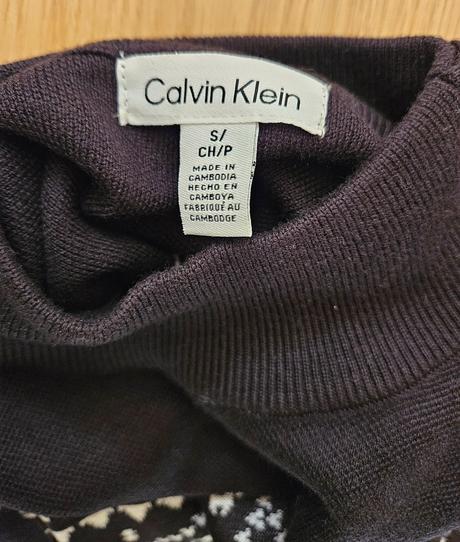 Calvin Klein
S/
CH/P
MADE IN
CAMBODIA
HECHO EN
CAMBOYA
FABRIQUÉ AU
CAMBODGE